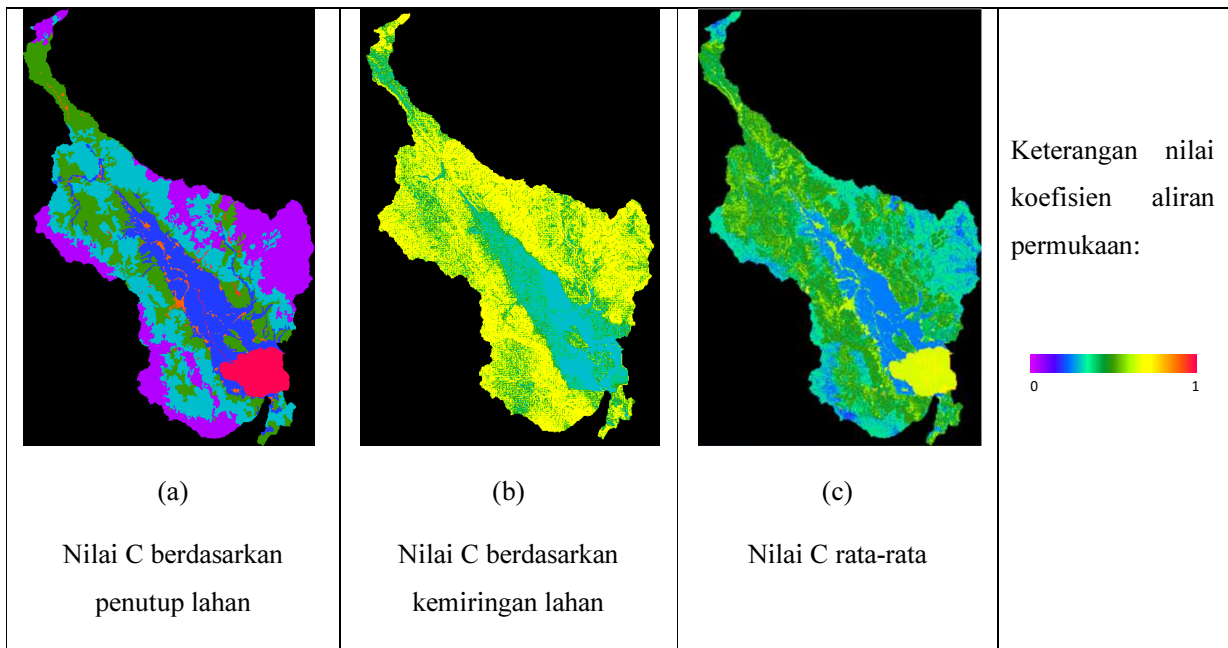 (a)
Nilai C berdasarkan
penutup lahan
(b)
Nilai C berdasarkan
kemiringan lahan
(c)
Nilai C rata-rata
Keterangan nilai
koefisien aliran
permukaan:
0 1